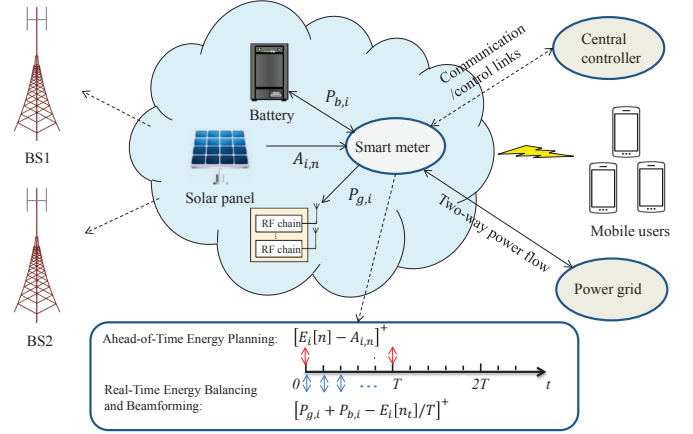 Communication
/control links
Central
controller
P_{b,i}
Battery
BS1
Smart meter
A_{i,n}
Solar panel
P_{g,i}
RF chain
RF chain
Two-way power flow
Mobile users
BS2
Power grid
Ahead-of-Time Energy Planning: [E_i[n] − A_{i,n}]^+
0 ... T 2T t
Real-Time Energy Balancing
and Beamforming: [P_{g,i} + P_{b,i} − E_i[n_t]/T]^+